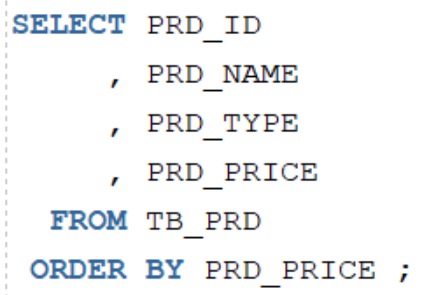 SELECT PRD_ID
, PRD_NAME
, PRD_TYPE
, PRD_PRICE
FROM TB_PRD
ORDER BY PRD_PRICE ;